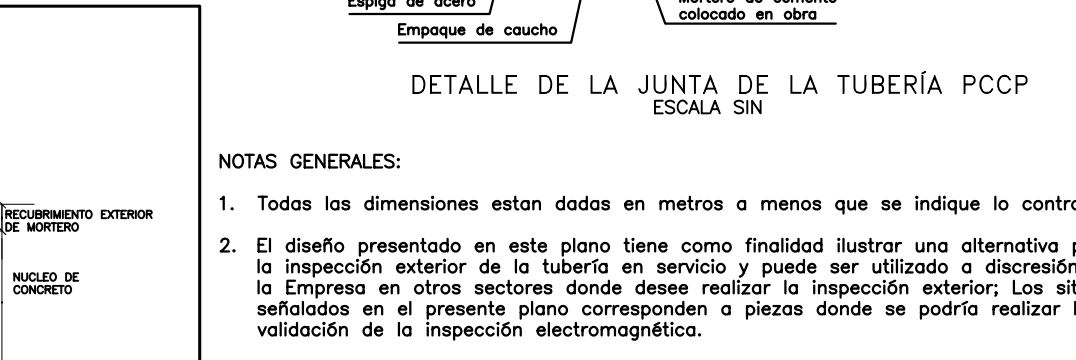 Espiga de acero
Mortero de cemento
colocado en obra
Empaque de caucho
DETALLE DE LA JUNTA DE LA TUBERÍA PCCP
ESCALA SIN
NOTAS GENERALES:
1. Todas las dimensiones estan dadas en metros a menos que se indique lo contra
2. El diseño presentado en este plano tiene como finalidad ilustrar una alternativa p
la inspección exterior de la tubería en servicio y puede ser utilizado a discresión
la Empresa en otros sectores donde desee realizar la inspección exterior; Los sit
señalados en el presente plano corresponden a piezas donde se podría realizar l
validación de la inspección electromagnética.
RECUBRIMIENTO EXTERIOR
DE MORTERO
NUCLEO DE
CONCRETO